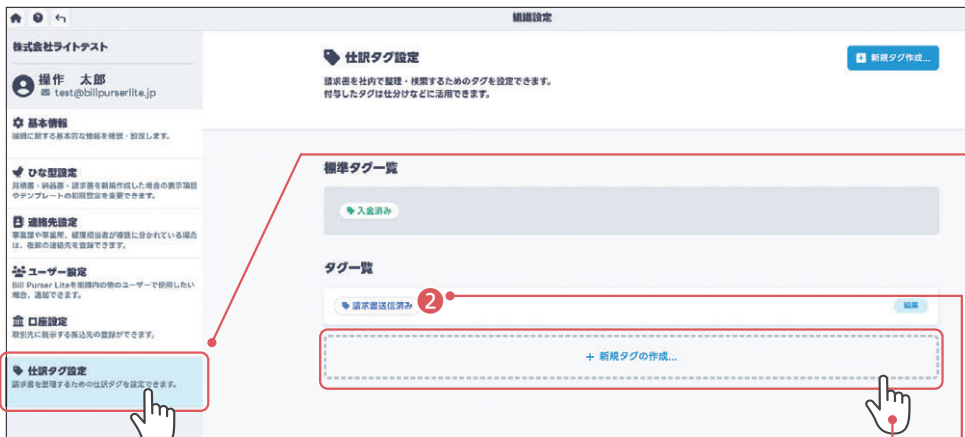 組織設定
株式会社ライトテスト
操作　太郎
test@billpurserlite.jp
基本情報
組織に関する基本的な情報を確認・設定します。
ひな型設定
見積書・納品書・請求書を新規作成した場合の表示項目
やテンプレートの初期設定を変更できます。
連絡先設定
事業部や事業所、経理担当者が複数に分かれている場合
は、複数の連絡先を登録できます。
ユーザー設定
Bill Purser Liteを組織内の他のユーザーで使用したい
場合、追加できます。
口座設定
取引先に提示する振込先の登録ができます。
仕訳タグ設定
請求書を整理するための仕訳タグを設定できます。
仕訳タグ設定
新規タグ作成...
請求書を社内で整理・検索するためのタグを設定できます。
付与したタグは仕分けなどに活用できます。
標準タグ一覧
入金済み
タグ一覧
請求書送信済み
2
編集
+ 新規タグの作成...